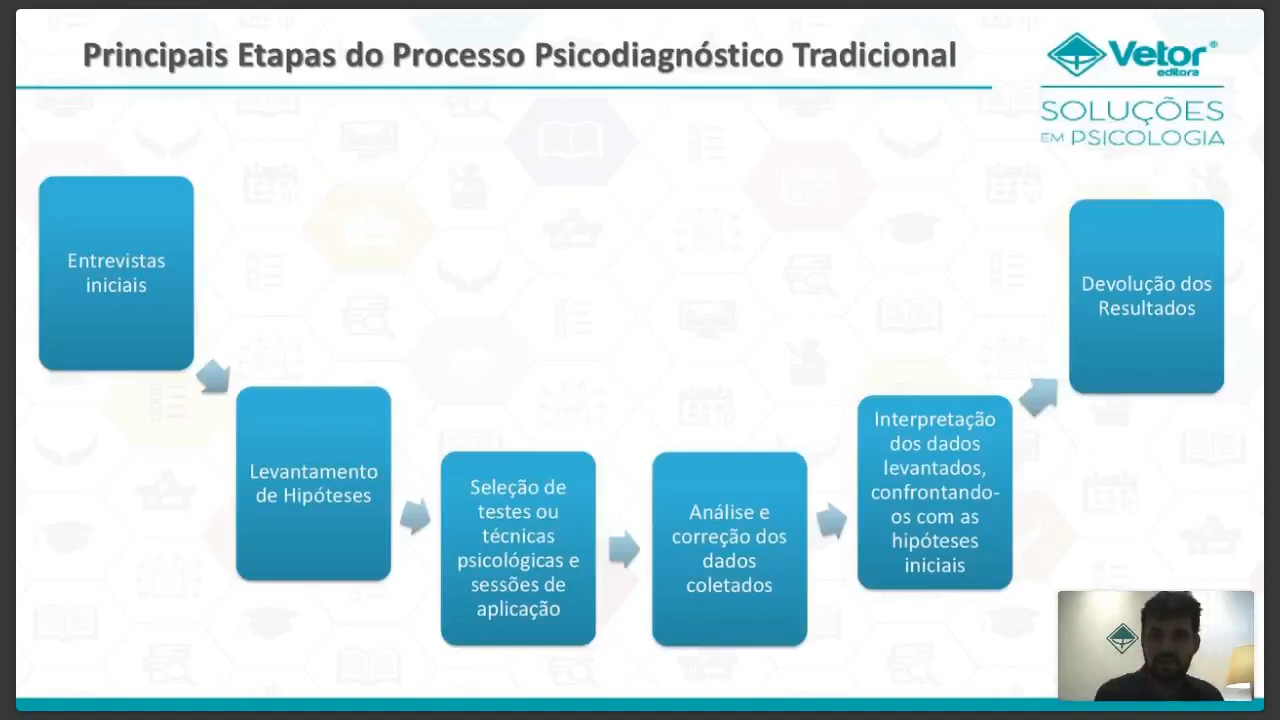 Principais Etapas do Processo Psicodiagnóstico Tradicional
Vetor®
editora
SOLUÇÕES
EM PSICOLOGIA
Entrevistas
iniciais
Levantamento
de Hipóteses
Seleção de
testes ou
técnicas
psicológicas e
sessões de
aplicação
Análise e
correção dos
dados
coletados
Interpretação
dos dados
levantados,
confrontando-
os com as
hipóteses
iniciais
Devolução dos
Resultados